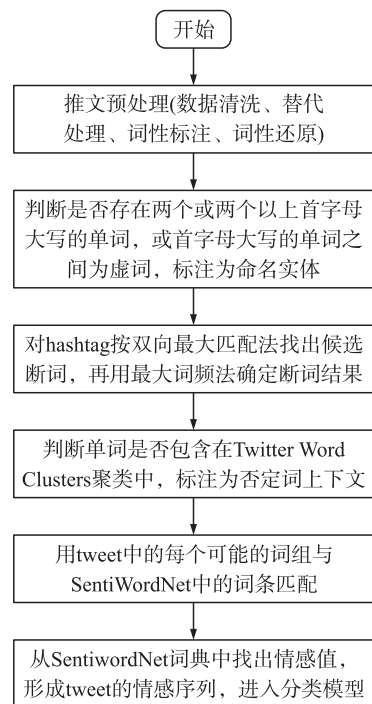 开始
推文预处理(数据清洗、替代
处理、词性标注、词性还原)
判断是否存在两个或两个以上首字母
大写的单词，或首字母大写的单词之
间为虚词，标注为命名实体
对hashtag按双向最大匹配法找出候选
断词，再用最大词频法确定断词结果
判断单词是否包含在Twitter Word
Clusters聚类中，标注为否定词上下文
用tweet中的每个可能的词组与
SentiWordNet中的词条匹配
从SentiwordNet词典中找出情感值，
形成tweet的情感序列，进入分类模型